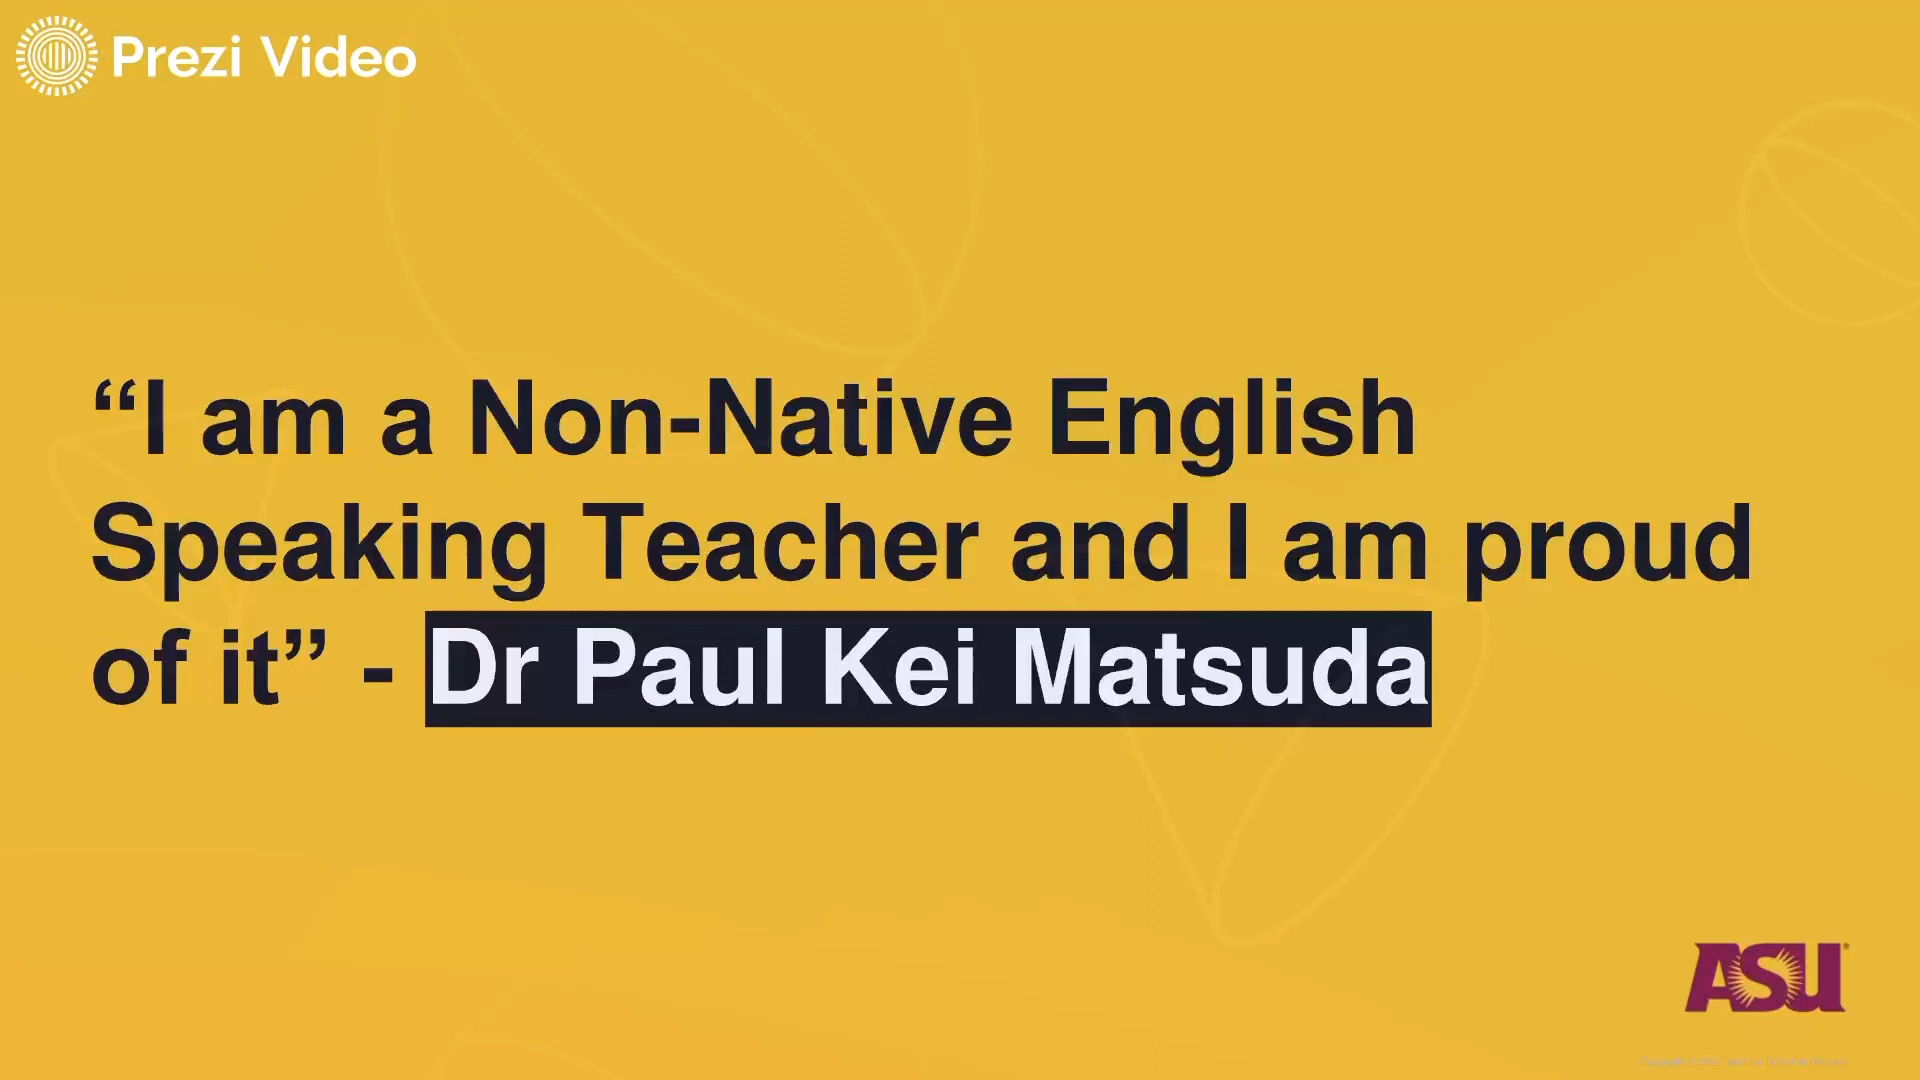 Prezi Video
“I am a Non-Native English
Speaking Teacher and I am proud
of it” - Dr Paul Kei Matsuda
ASU